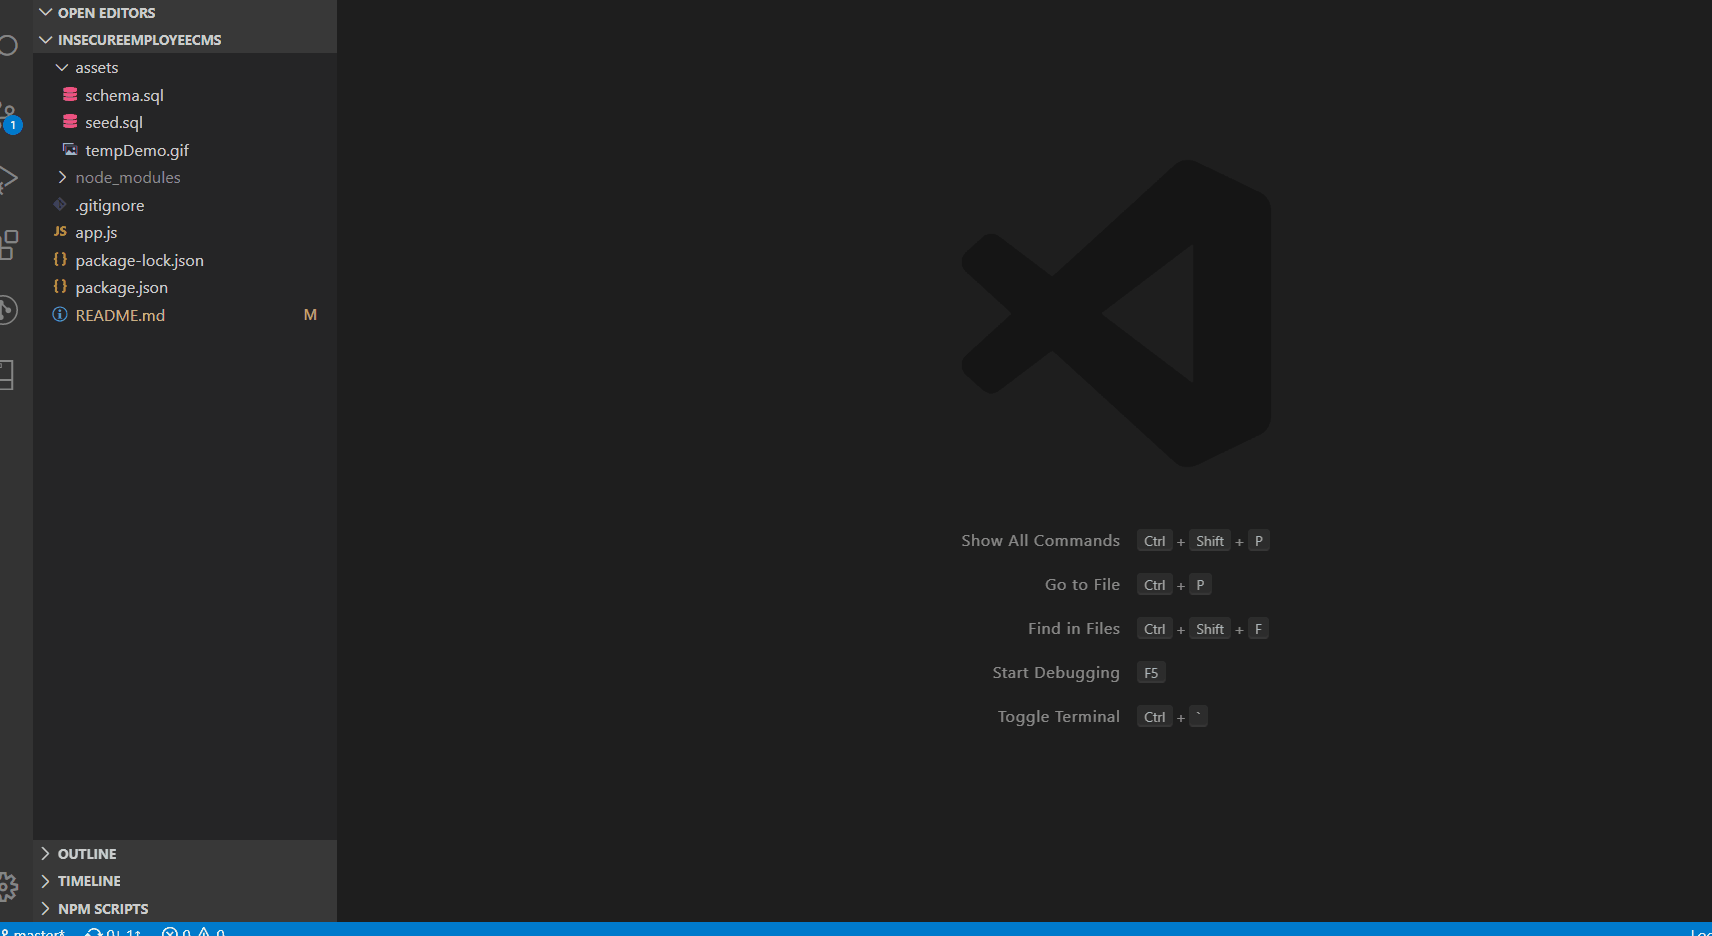 OPEN EDITORS
INSECUREEMPLOYEECMS
assets
schema.sql
seed.sql
tempDemo.gif
node_modules
.gitignore
JS app.js
{} package-lock.json
{} package.json
README.md M
1
Show All Commands Ctrl + Shift + P
Go to File Ctrl + P
Find in Files Ctrl + Shift + F
Start Debugging F5
Toggle Terminal Ctrl + `
OUTLINE
TIMELINE
NPM SCRIPTS
master* 0↓ 1↑ 0 0